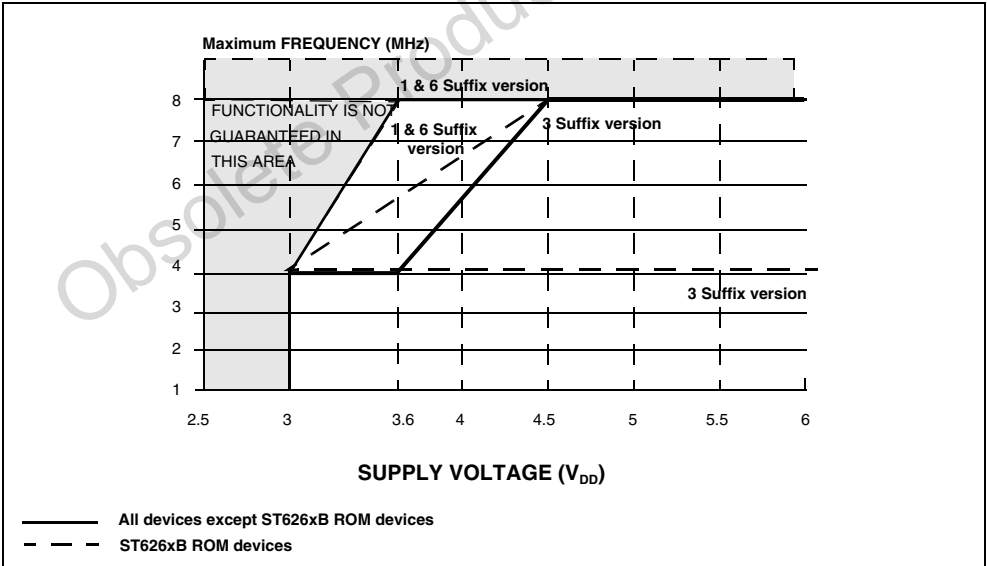 Maximum FREQUENCY (MHz)
1 & 6 Suffix version
8
FUNCTIONALITY IS NOT
GUARANTEED IN
THIS AREA
1 & 6 Suffix
version
3 Suffix version
7
6
5
4
3 Suffix version
3
2
1
2.5 3 3.6 4 4.5 5 5.5 6
SUPPLY VOLTAGE (VDD)
All devices except ST626xB ROM devices
ST626xB ROM devices